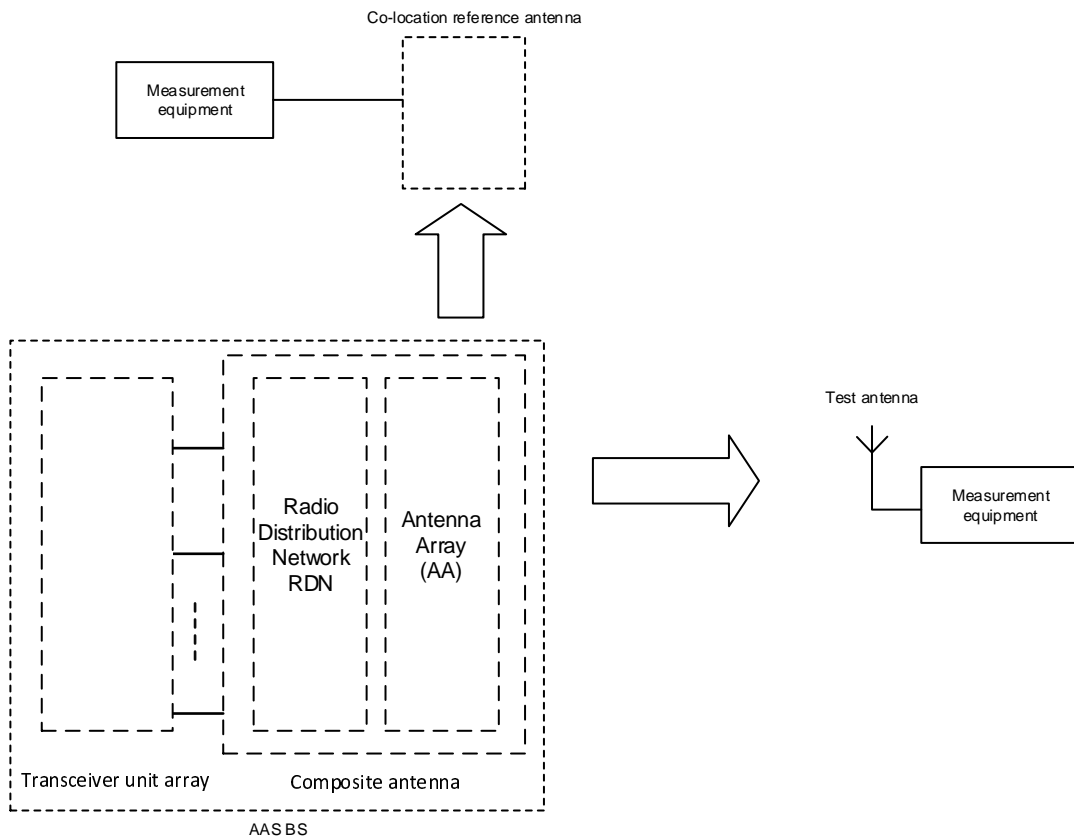 Co-location reference antenna
Measurement
equipment
Test antenna
Measurement
equipment
Radio
Distribution
Network
RDN
Antenna
Array
(AA)
Transceiver unit array
Composite antenna
AAS BS